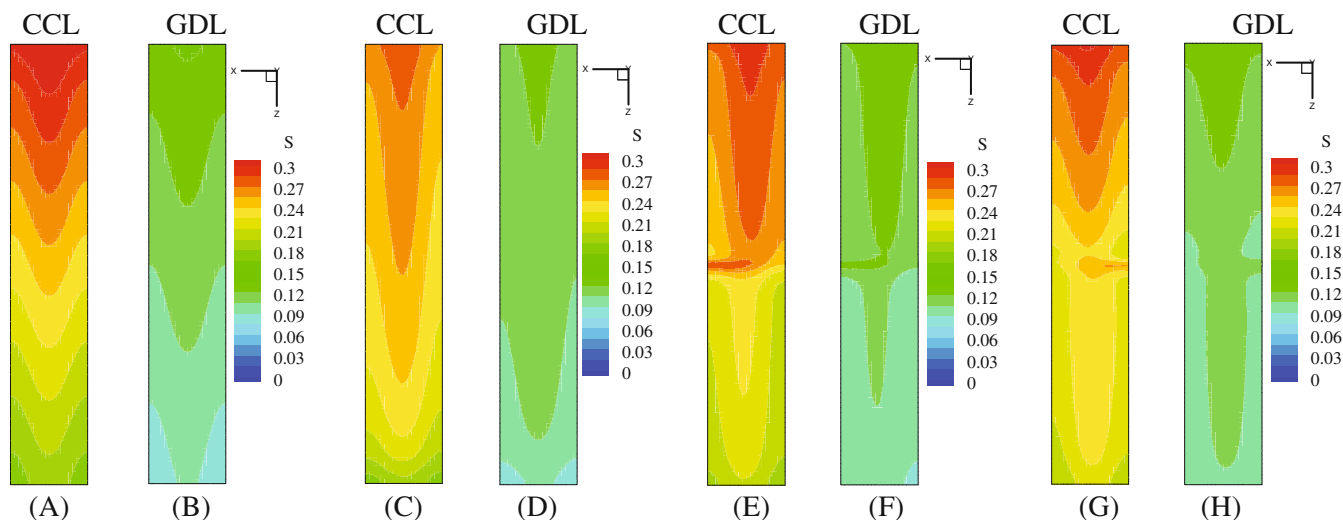 CCL GDL CCL GDL CCL GDL CCL GDL
x Y z x Y z x Y z x Y z
S S S S
0.3 0.3 0.3 0.3
0.27 0.27 0.27 0.27
0.24 0.24 0.24 0.24
0.21 0.21 0.21 0.21
0.18 0.18 0.18 0.18
0.15 0.15 0.15 0.15
0.12 0.12 0.12 0.12
0.09 0.09 0.09 0.09
0.06 0.06 0.06 0.06
0.03 0.03 0.03 0.03
0 0 0 0
(A) (B) (C) (D) (E) (F) (G) (H)